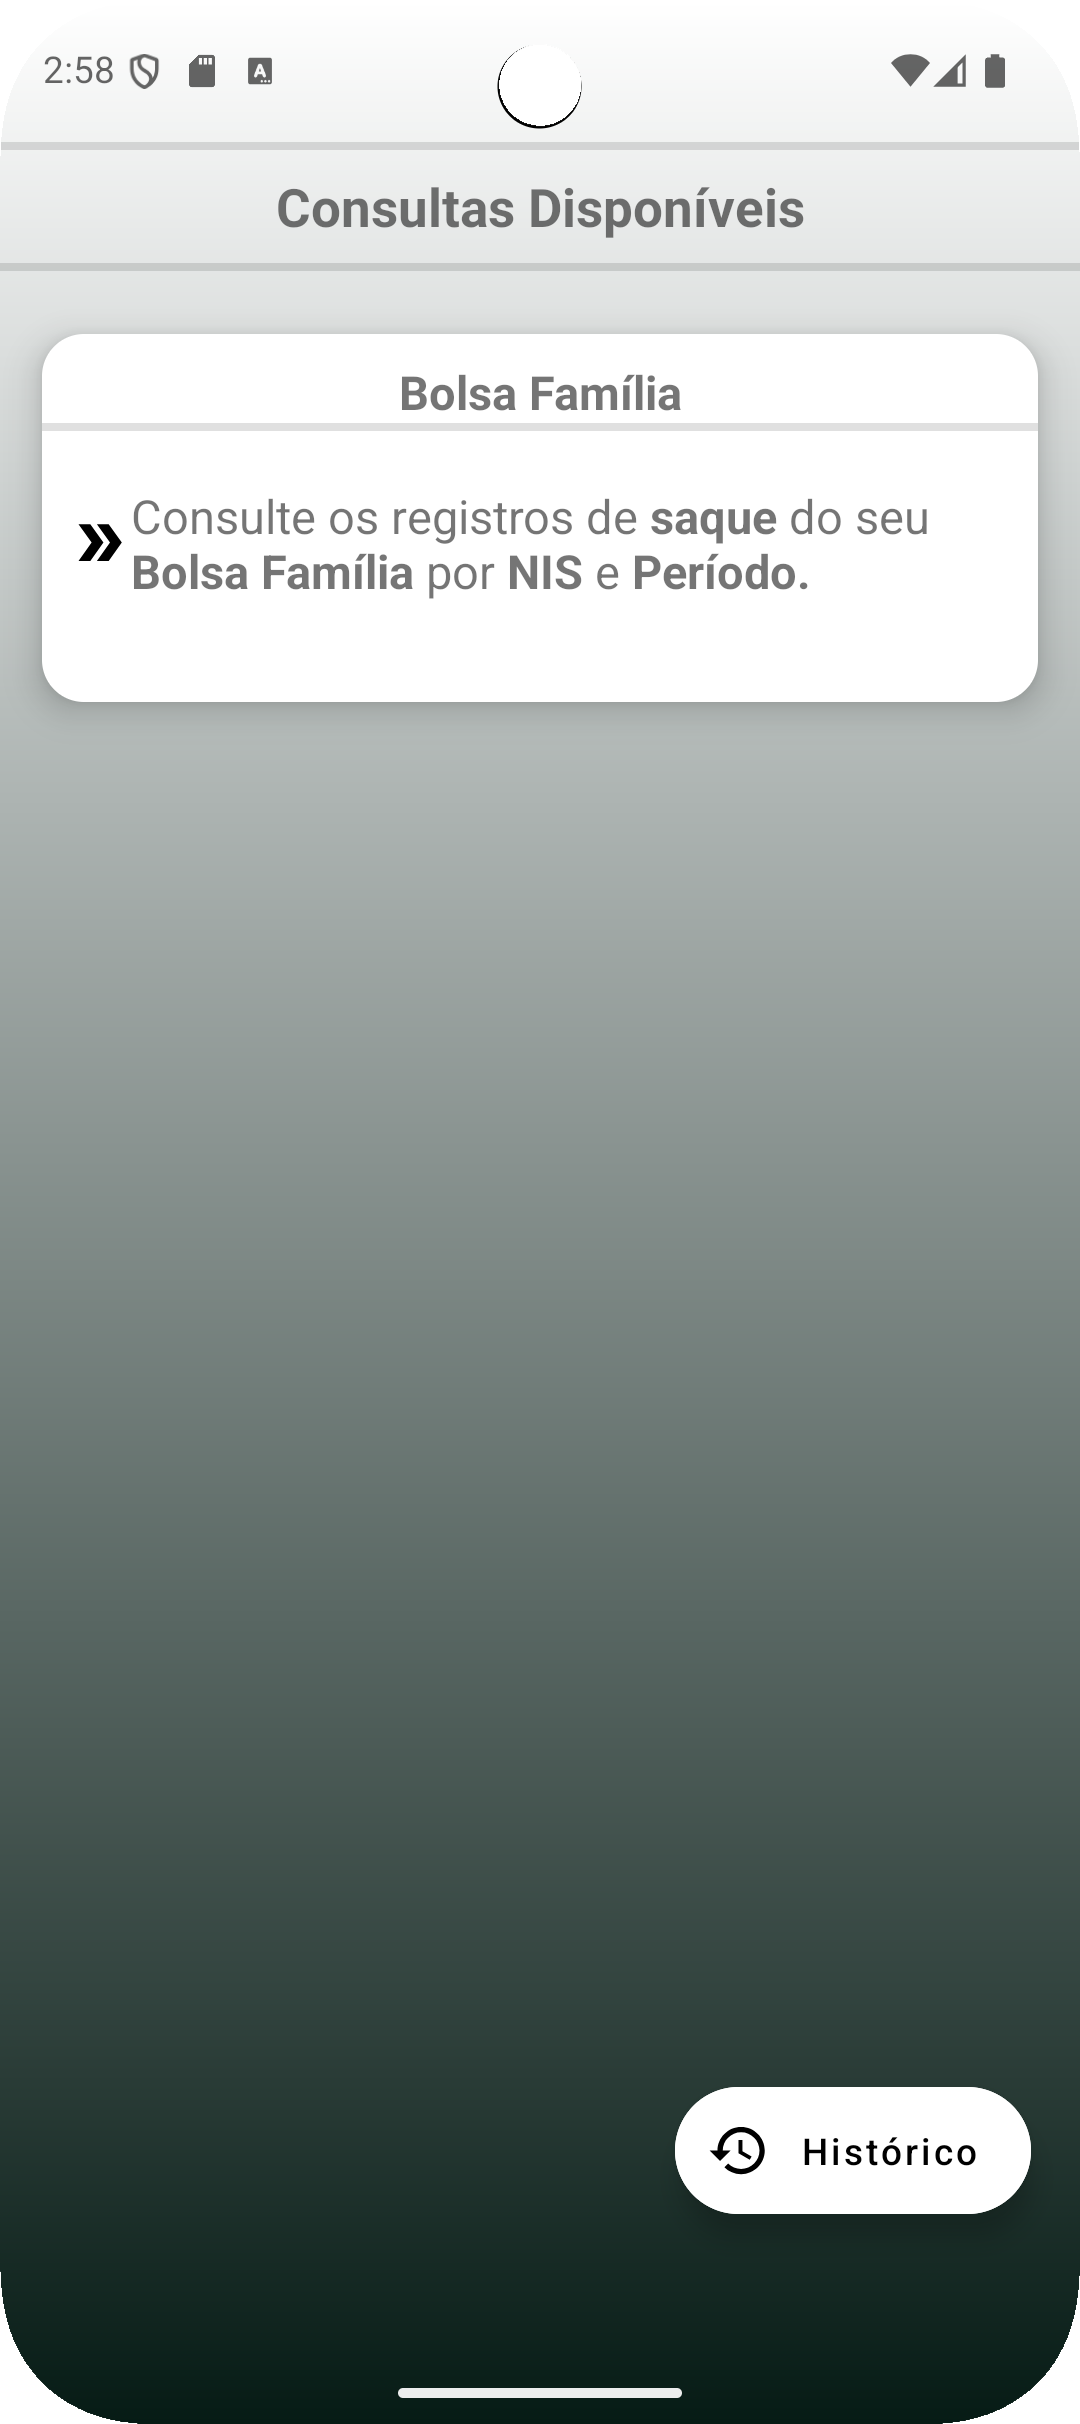 2:58
Consultas Disponíveis
Bolsa Família
Consulte os registros de saque do seu
Bolsa Família por NIS e Período.
Histórico